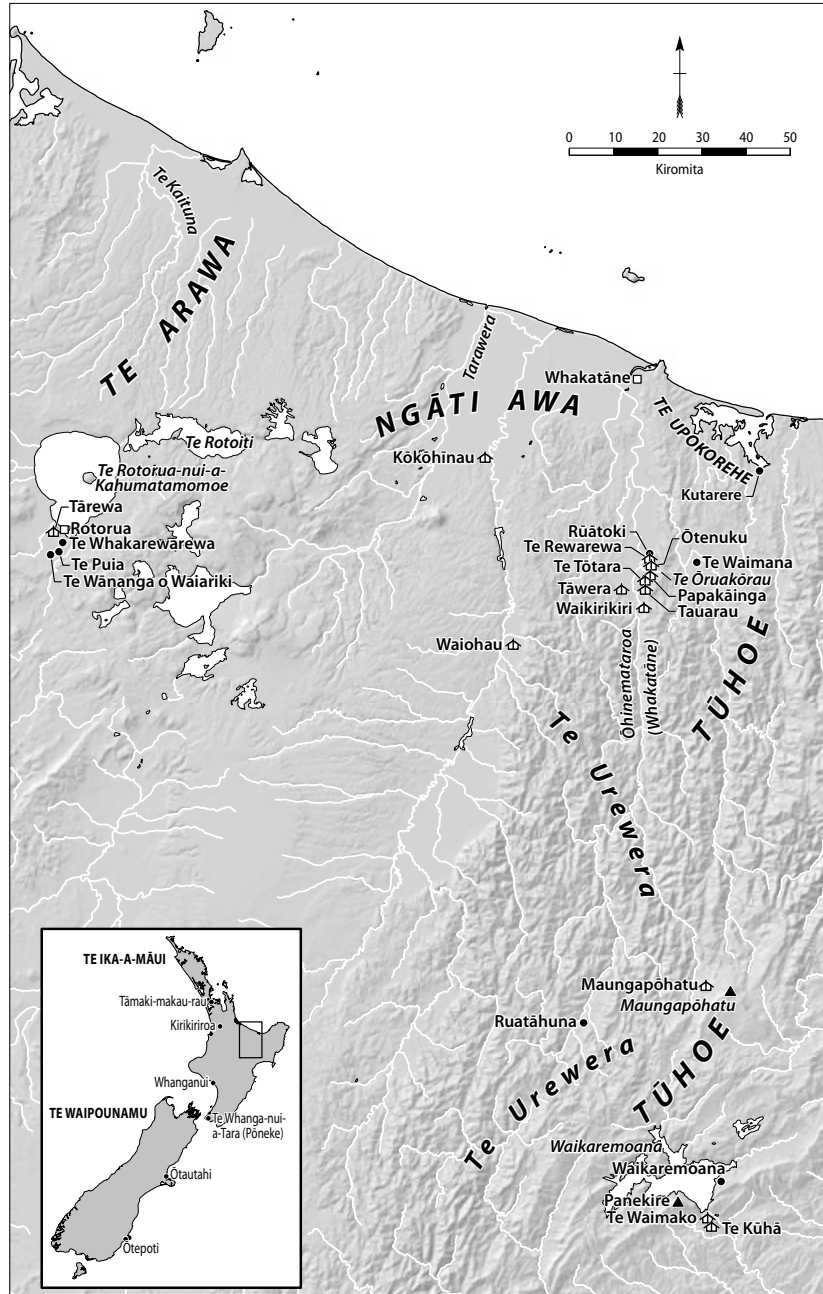 0 10 20 30 40 50
Kiromita
Te Kaituna
TE ARAWA
Tarawera
Whakatāne
NGĀTI AWA
TE UPOKOREHE
Te Rotoiti
Kōkōhīnau
Te Rotorua-nui-a-
Kahumatamomoe
Kutarere
Tārewa
Rotorua
Te Whakarewārewa
Te Puia
Te Wānanga o Waiariki
Rūātoki
Ōtenuku
Te Rewarewa
Te Waimana
Te Tōtara
Te Ōruakōrau
Tāwera
Papakāinga
Waikirikiri
Tauarau
Waiohau
Ōhinemataroa
(Whakatāne)
TŪHOE
Te Urewera
Maungapōhatu
Maungapōhatu
Ruatāhuna
Te Urewera
TŪHOE
Waikaremoana
Waikaremoana
Panekire
Te Waimako
Te Kūhā
TE IKA-A-MĀUI
Tāmaki-makau-rau
Kirikiriroa
Whanganui
TE WAIPOUNAMU
Te Whanga-nui-
a-Tara (Pōneke)
Ōtautahi
Ōtepoti